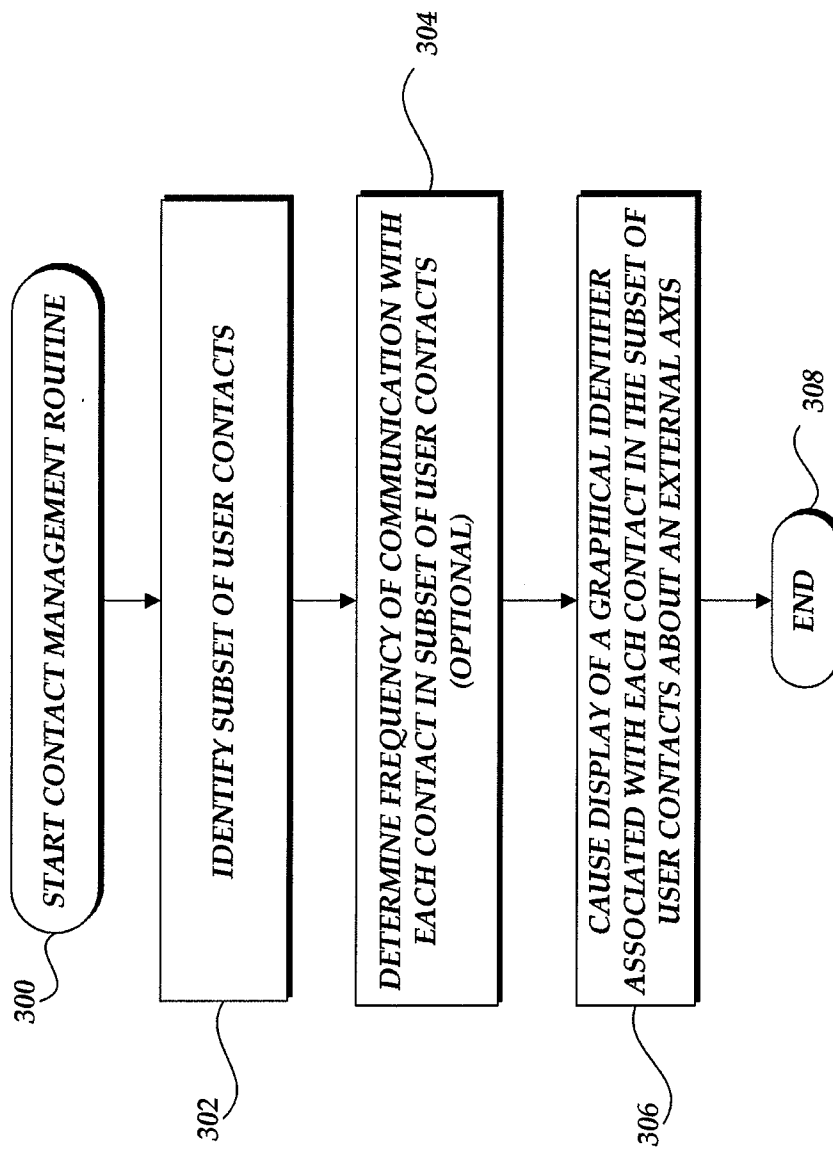 300
START CONTACT MANAGEMENT ROUTINE
302
IDENTIFY SUBSET OF USER CONTACTS
304
DETERMINE FREQUENCY OF COMMUNICATION WITH
EACH CONTACT IN SUBSET OF USER CONTACTS
(OPTIONAL)
306
CAUSE DISPLAY OF A GRAPHICAL IDENTIFIER
ASSOCIATED WITH EACH CONTACT IN THE SUBSET OF
USER CONTACTS ABOUT AN EXTERNAL AXIS
308
END